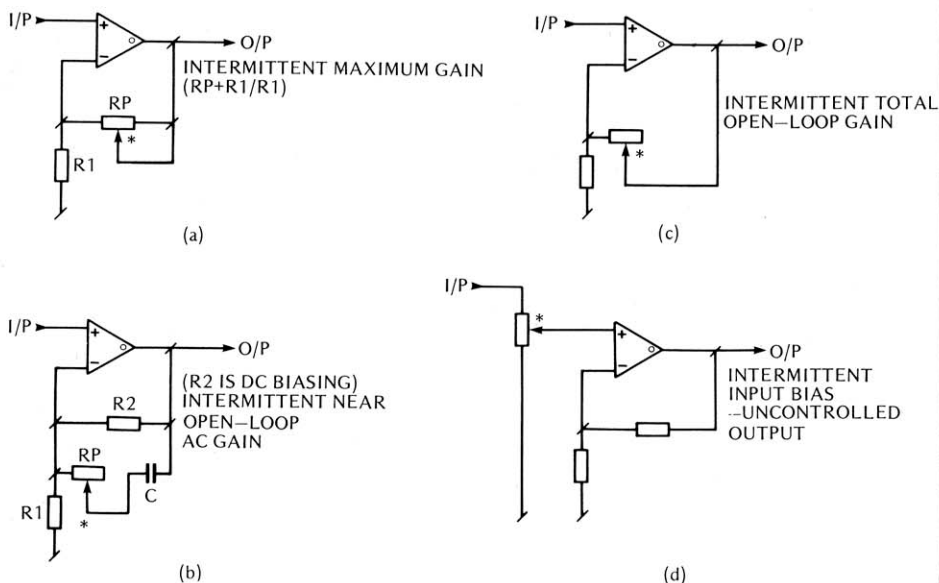 I/P
+
−
O/P
INTERMITTENT MAXIMUM GAIN
(RP+R1/R1)
RP
*
R1
(a)
I/P
+
−
O/P
INTERMITTENT TOTAL
OPEN–LOOP GAIN
*
(c)
I/P
+
−
O/P
(R2 IS DC BIASING)
INTERMITTENT NEAR
OPEN–LOOP
AC GAIN
R2
RP
C
R1
*
(b)
I/P
*
+
−
O/P
INTERMITTENT
INPUT BIAS
–UNCONTROLLED
OUTPUT
(d)